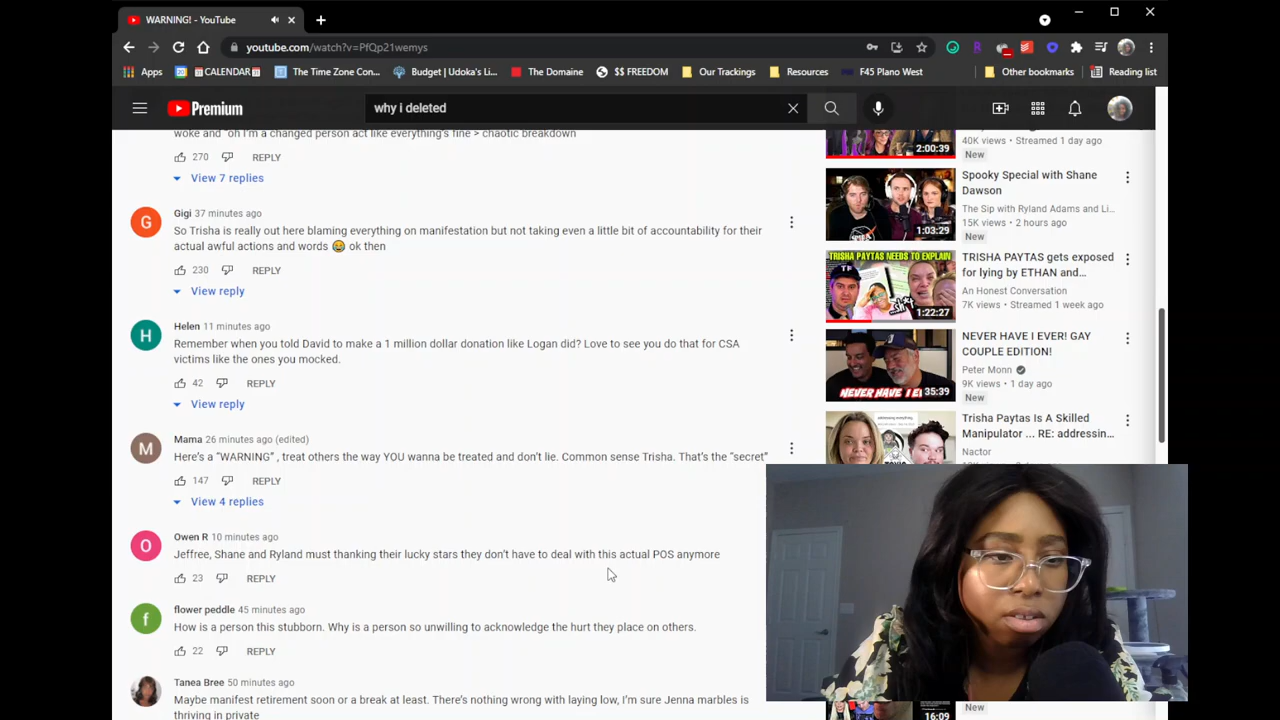 WARNING! - YouTube
youtube.com/watch?v=PfQp21wemys
Apps
CALENDAR
The Time Zone Con...
Budget | Udoka's Li...
The Domaine
$$ FREEDOM
Our Trackings
Resources
F45 Plano West
Other bookmarks
Reading list
Premium
why i deleted
woke and "oh I'm a changed person act like everything's fine > chaotic breakdown
270 REPLY
View 7 replies
Gigi 37 minutes ago
So Trisha is really out here blaming everything on manifestation but not taking even a little bit of accountability for their
actual awful actions and words 😂 ok then
230 REPLY
View reply
Helen 11 minutes ago
Remember when you told David to make a 1 million dollar donation like Logan did? Love to see you do that for CSA
victims like the ones you mocked.
42 REPLY
View reply
Mama 26 minutes ago (edited)
Here's a "WARNING" , treat others the way YOU wanna be treated and don't lie. Common sense Trisha. That's the "secret"
147 REPLY
View 4 replies
Owen R 10 minutes ago
Jeffree, Shane and Ryland must thanking their lucky stars they don't have to deal with this actual POS anymore
23 REPLY
flower peddle 45 minutes ago
How is a person this stubborn. Why is a person so unwilling to acknowledge the hurt they place on others.
22 REPLY
Tanea Bree 50 minutes ago
Maybe manifest retirement soon or a break at least. There's nothing wrong with laying low, I'm sure Jenna marbles is
thriving in private
40K views • Streamed 1 day ago
2:00:39
New
Spooky Special with Shane
Dawson
The Sip with Ryland Adams and Li...
15K views • 2 hours ago
1:03:29
New
TRISHA PAYTAS NEEDS TO EXPLAIN
1:22:27
TRISHA PAYTAS gets exposed
for lying by ETHAN and...
An Honest Conversation
7K views • Streamed 1 week ago
NEVER HAVE I E
35:39
NEVER HAVE I EVER! GAY
COUPLE EDITION!
Peter Monn
9K views • 1 day ago
New
Trisha Paytas Is A Skilled
Manipulator ... RE: addressin...
Nactor
New
16:09